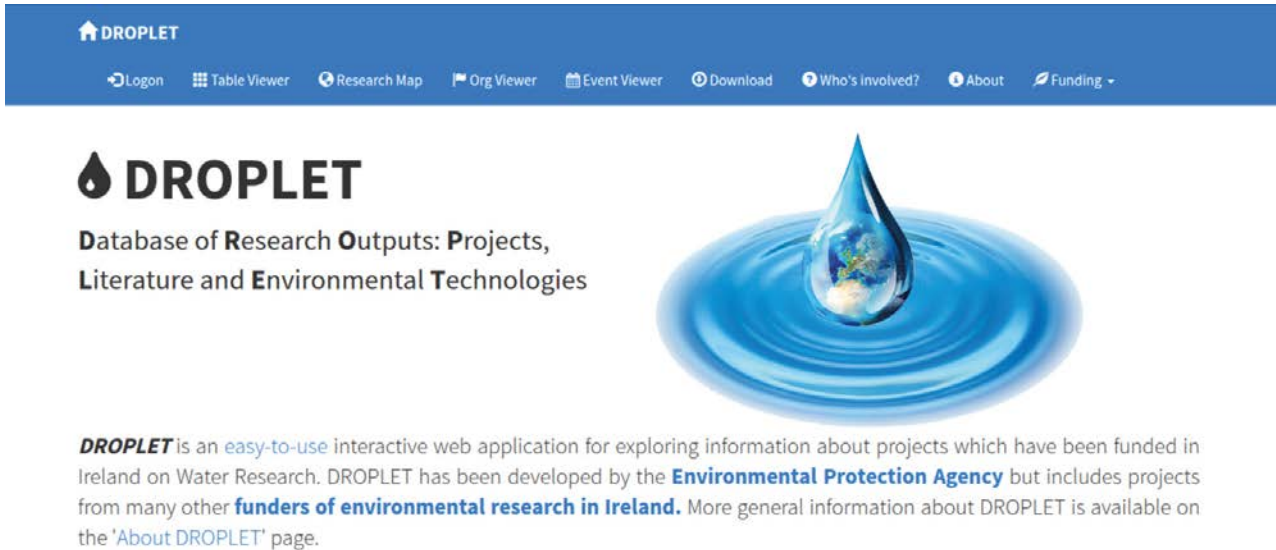 DROPLET
Logon Table Viewer Research Map Org Viewer Event Viewer Download Who's involved? About Funding
DROPLET
Database of Research Outputs: Projects,
Literature and Environmental Technologies
DROPLET is an easy-to-use interactive web application for exploring information about projects which have been funded in
Ireland on Water Research. DROPLET has been developed by the Environmental Protection Agency but includes projects
from many other funders of environmental research in Ireland. More general information about DROPLET is available on
the 'About DROPLET' page.